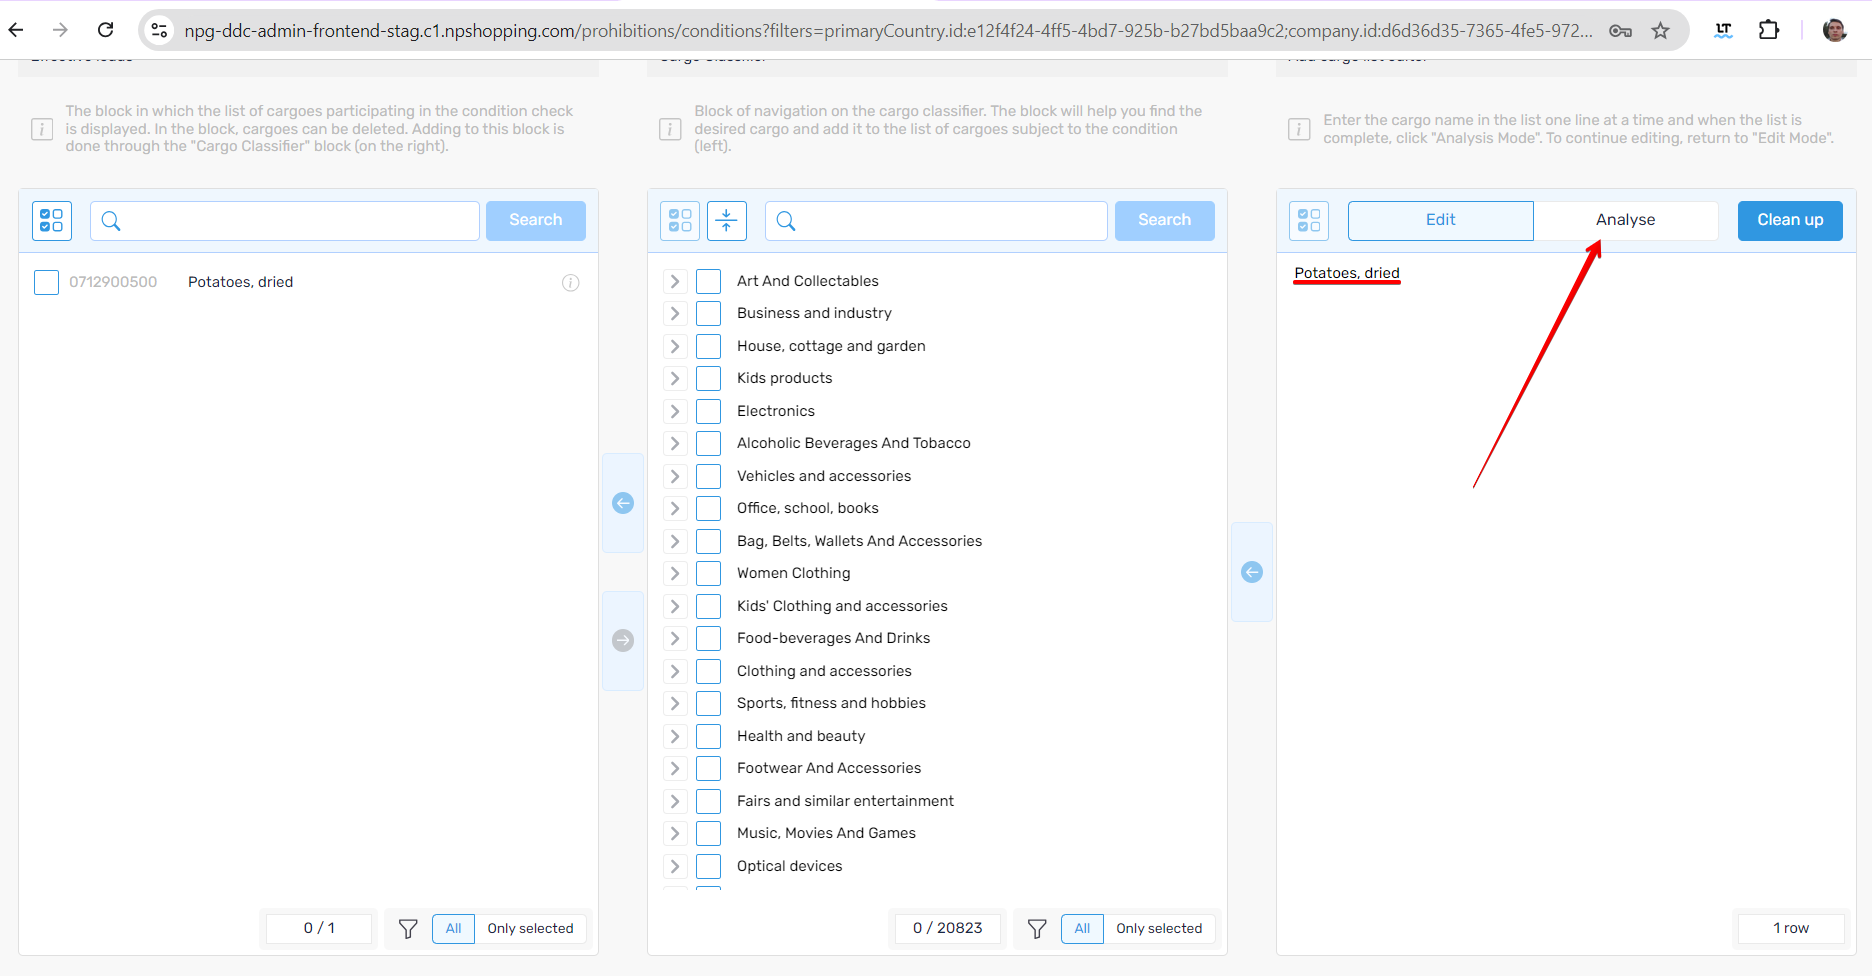 npg-ddc-admin-frontend-stag.c1.npshopping.com/prohibitions/conditions?filters=primaryCountry.id:e12f4f24-4ff5-4bd7-925b-b27bd5baa9c2;company.id:d6d36d35-7365-4fe5-972...
LT
The block in which the list of cargoes participating in the condition check
is displayed. In the block, cargoes can be deleted. Adding to this block is
done through the "Cargo Classifier" block (on the right).
Search
0712900500 Potatoes, dried
0 / 1
All
Only selected
Cargo Classifier
Block of navigation on the cargo classifier. The block will help you find the
desired cargo and add it to the list of cargoes subject to the condition
(left).
Search
Art And Collectables
Business and industry
House, cottage and garden
Kids products
Electronics
Alcoholic Beverages And Tobacco
Vehicles and accessories
Office, school, books
Bag, Belts, Wallets And Accessories
Women Clothing
Kids' Clothing and accessories
Food-beverages And Drinks
Clothing and accessories
Sports, fitness and hobbies
Health and beauty
Footwear And Accessories
Fairs and similar entertainment
Music, Movies And Games
Optical devices
0 / 20823
All
Only selected
Enter the cargo name in the list one line at a time and when the list is
complete, click "Analysis Mode". To continue editing, return to "Edit Mode".
Edit
Analyse
Clean up
Potatoes, dried
1 row